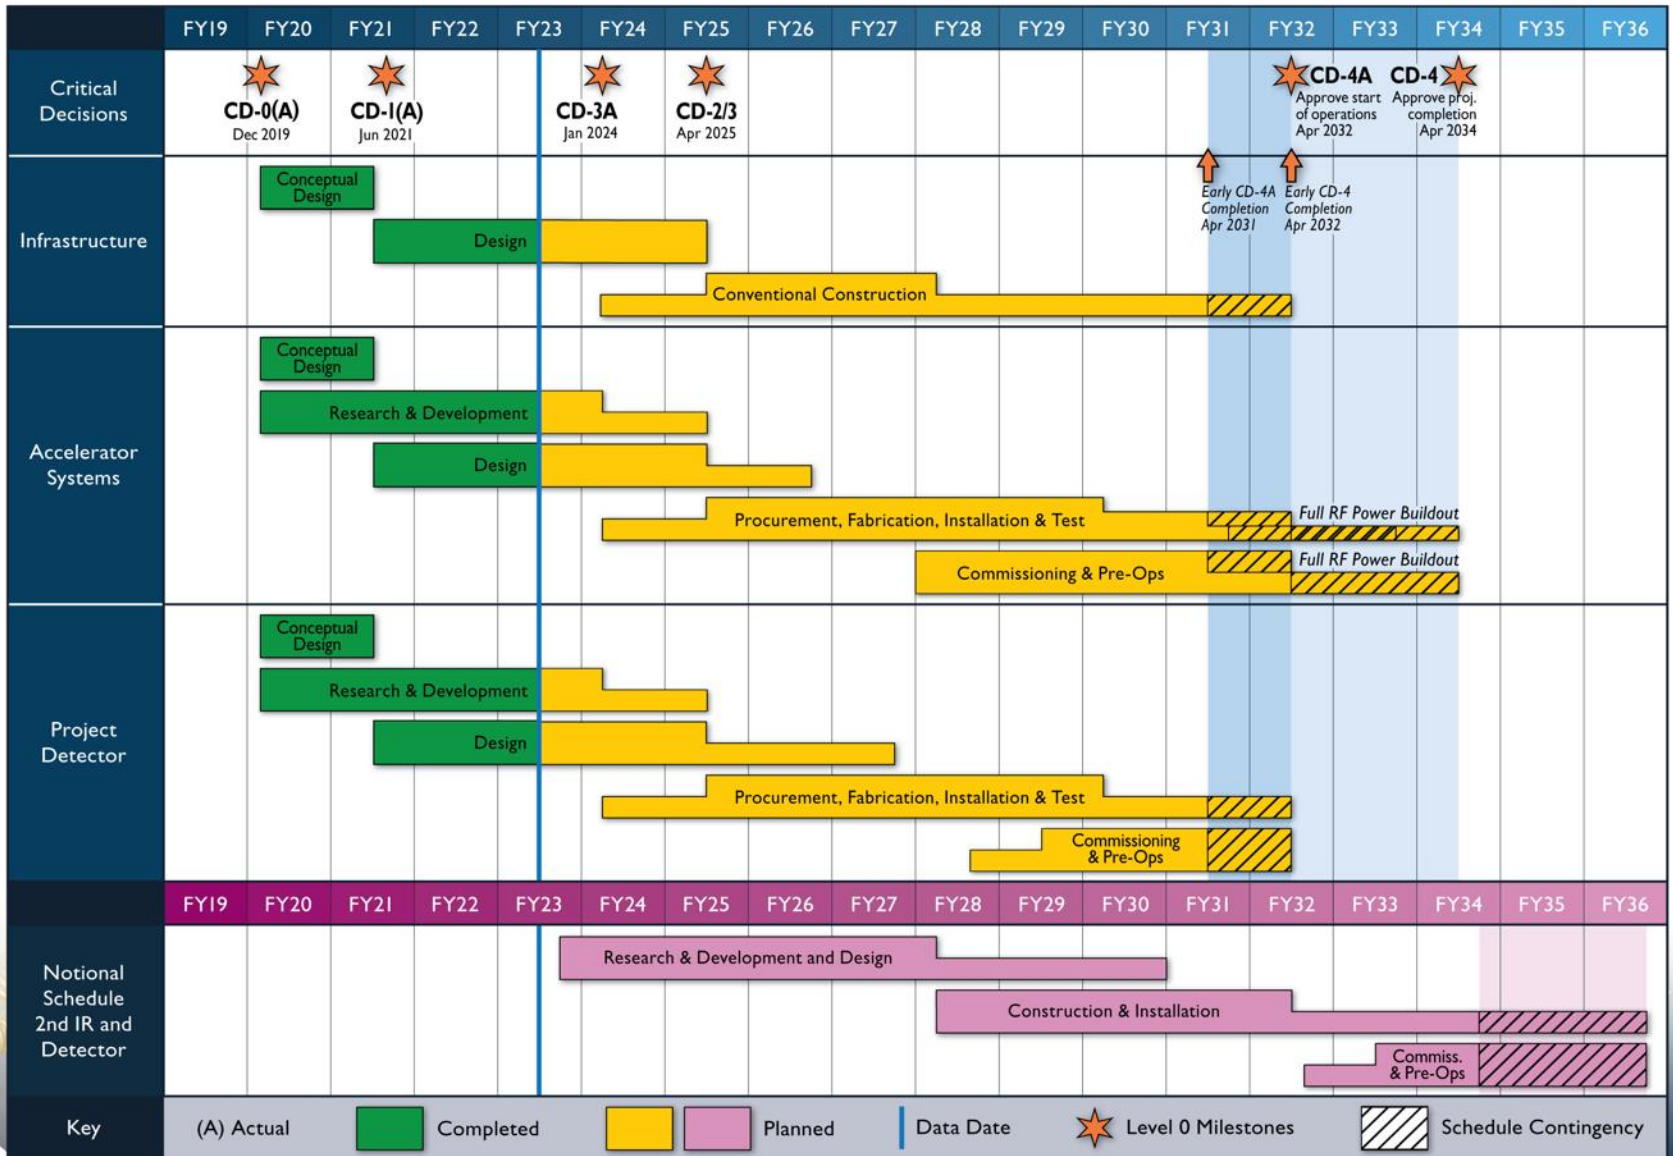 FY19 FY20 FY21 FY22 FY23 FY24 FY25 FY26 FY27 FY28 FY29 FY30 FY31 FY32 FY33 FY34 FY35 FY36
Critical
Decisions
CD-0(A)
Dec 2019
CD-1(A)
Jun 2021
CD-3A
Jan 2024
CD-2/3
Apr 2025
CD-4A
Approve start
of operations
Apr 2032
CD-4
Approve proj.
completion
Apr 2034
Infrastructure
Conceptual
Design
Design
Conventional Construction
Early CD-4A
Completion
Apr 2031
Early CD-4
Completion
Apr 2032
Accelerator
Systems
Conceptual
Design
Research & Development
Design
Procurement, Fabrication, Installation & Test
Full RF Power Buildout
Commissioning & Pre-Ops
Full RF Power Buildout
Project
Detector
Conceptual
Design
Research & Development
Design
Procurement, Fabrication, Installation & Test
Commissioning
& Pre-Ops
FY19 FY20 FY21 FY22 FY23 FY24 FY25 FY26 FY27 FY28 FY29 FY30 FY31 FY32 FY33 FY34 FY35 FY36
Notional
Schedule
2nd IR and
Detector
Research & Development and Design
Construction & Installation
Commiss.
& Pre-Ops
Key
(A) Actual
Completed
Planned
Data Date
Level 0 Milestones
Schedule Contingency